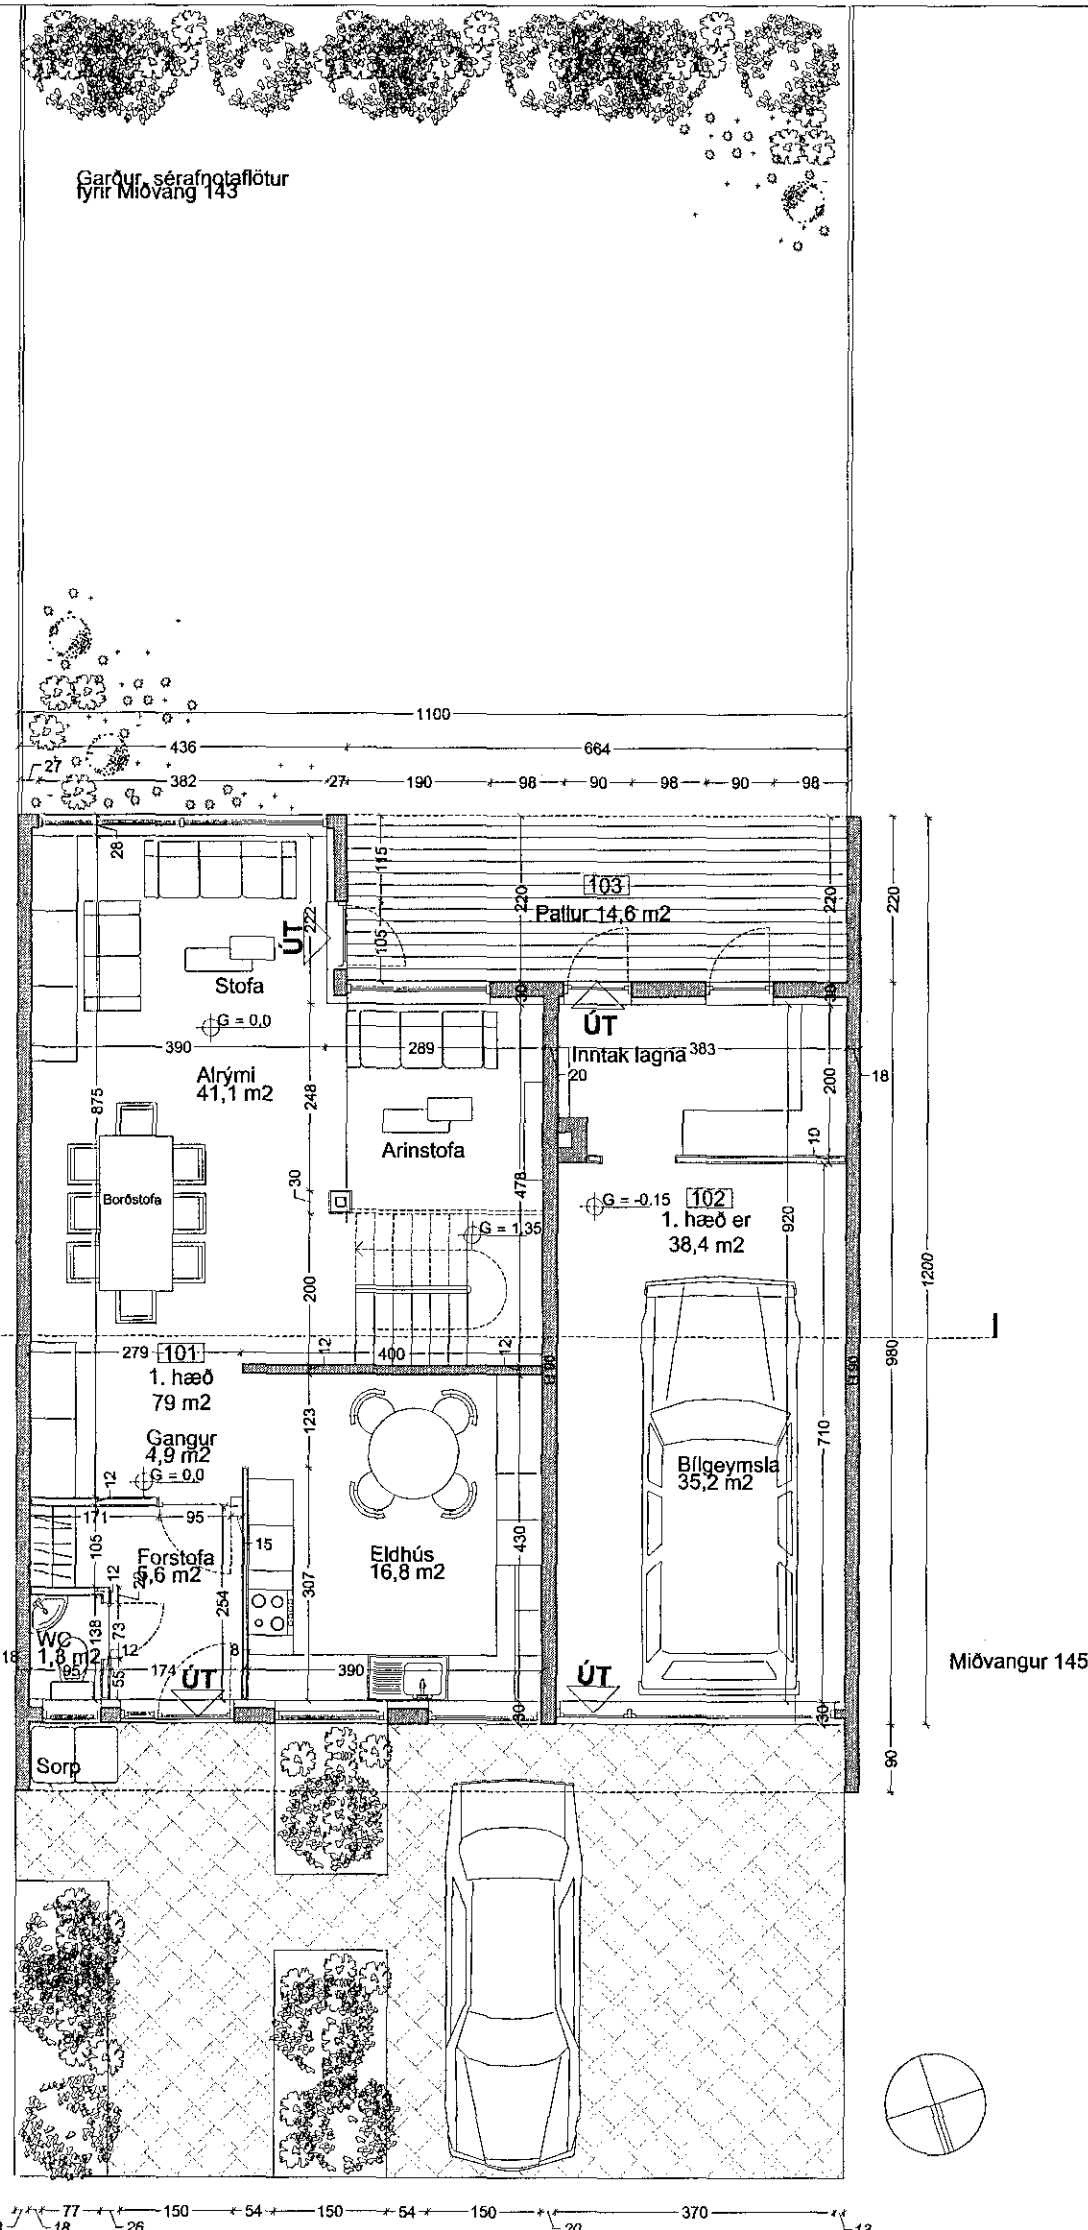 Garður, sérafnotaflötur
fyrir Miðvang 143
1100
436 664
27 382 27 190 98 90 98 90 98
28
115
220
220
220
103
Pallur 14,6 m2
222
ÚT
105
Stofa
30
30
G = 0,0
ÚT
Inntak lagna
390 289 383
20
18
Alrými
41,1 m2
875
248
200
Arinstofa
10
Borðstofa
30
478
G = -0.15
102
1. hæð er
38,4 m2
920
G = 1,35
1200
200
279 101
12 400 12
1. hæð
79 m2
980
123
710
Gangur
4,9 m2
G = 0,0
12
Bílgeymsla
35,2 m2
171 95
15
105
Forstofa
430
Eldhús
16,8 m2
12
307
254
138
73
WC
18
95
12
174
8
55
ÚT
390
ÚT
30
30
Miðvangur 145
Sorp
90
77 150 54 150 54 150 370
18 26 20 13